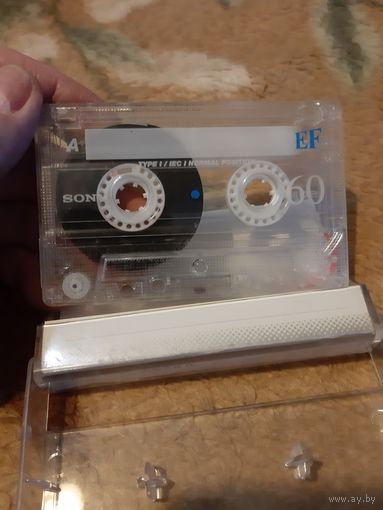 A EF
TYPE I / IEC I NORMAL POSITION
SONY
60
www.ay.by